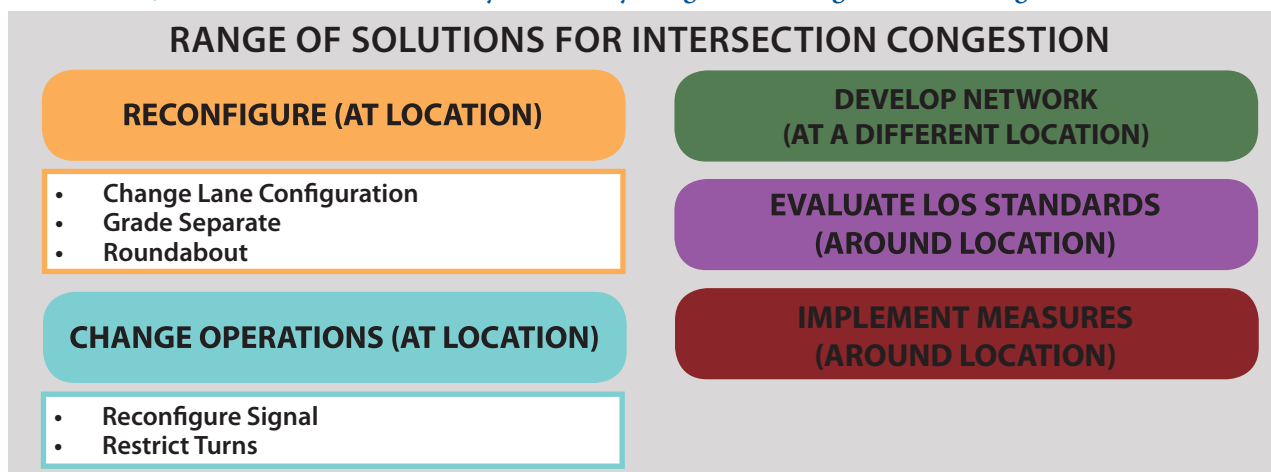 RANGE OF SOLUTIONS FOR INTERSECTION CONGESTION
RECONFIGURE (AT LOCATION)
• Change Lane Configuration
• Grade Separate
• Roundabout
CHANGE OPERATIONS (AT LOCATION)
• Reconfigure Signal
• Restrict Turns
DEVELOP NETWORK
(AT A DIFFERENT LOCATION)
EVALUATE LOS STANDARDS
(AROUND LOCATION)
IMPLEMENT MEASURES
(AROUND LOCATION)